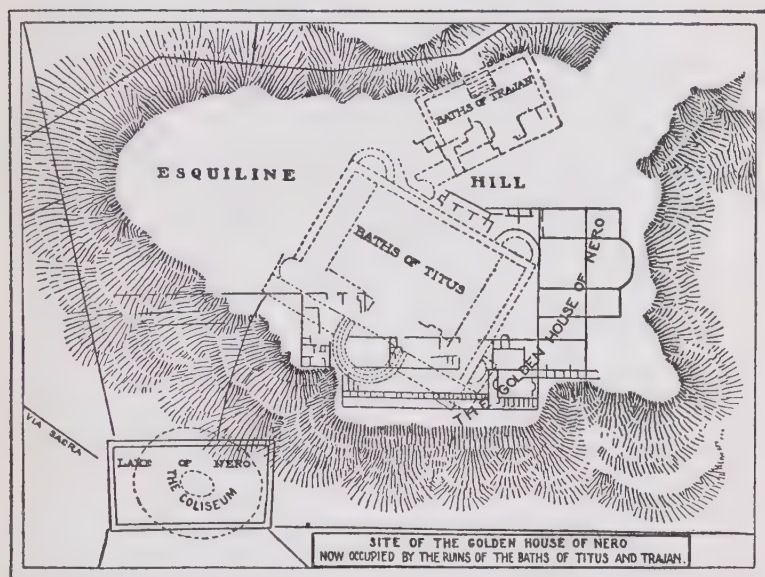 BATHS OF TRAJAN
ESQUILINE HILL
BATHS OF TITUS
THE GOLDEN HOUSE OF NERO
VIA SACRA
LAKE OF NERO
THE COLISEUM
SITE OF THE GOLDEN HOUSE OF NERO
NOW OCCUPIED BY THE RUINS OF THE BATHS OF TITUS AND TRAJAN.